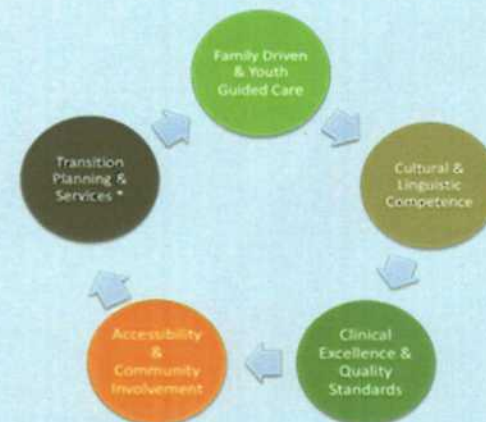 Family Driven
& Youth
Guided Care
Cultural &
Linguistic
Competence
Clinical
Excellence &
Quality
Standards
Accessibility
&
Community
Involvement
Transition
Planning &
Services *